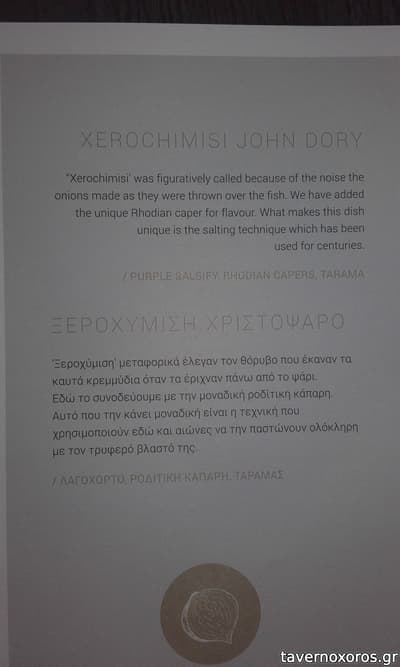 XEROCHIMISI JOHN DORY
"Xerochimisi' was figuratively called because of the noise the
onions made as they were thrown over the fish. We have added
the unique Rhodian caper for flavour. What makes this dish
unique is the salting technique which has been
used for centuries.
/ PURPLE SALSIFY, RHODIAN CAPERS, TARAMA
ΞΕΡΟΧΥΜΙΣΗ ΧΡΙΣΤΟΨΑΡΟ
'Ξεροχύμιση' μεταφορικά έλεγαν τον θόρυβο που έκαναν τα
καυτά κρεμμύδια όταν τα έριχναν πάνω από το ψάρι.
Εδώ το συνοδεύουμε με την μοναδική ροδίτικη κάπαρη.
Αυτό που την κάνει μοναδική είναι η τεχνική που
χρησιμοποιούν εδώ και αιώνες να την παστώνουν ολόκληρη
με τον τρυφερό βλαστό της.
/ ΛΑΓΟΧΟΡΤΟ, ΡΟΔΙΤΙΚΗ ΚΑΠΑΡΗ, ΤΑΡΑΜΑΣ
tavernoxoros.gr